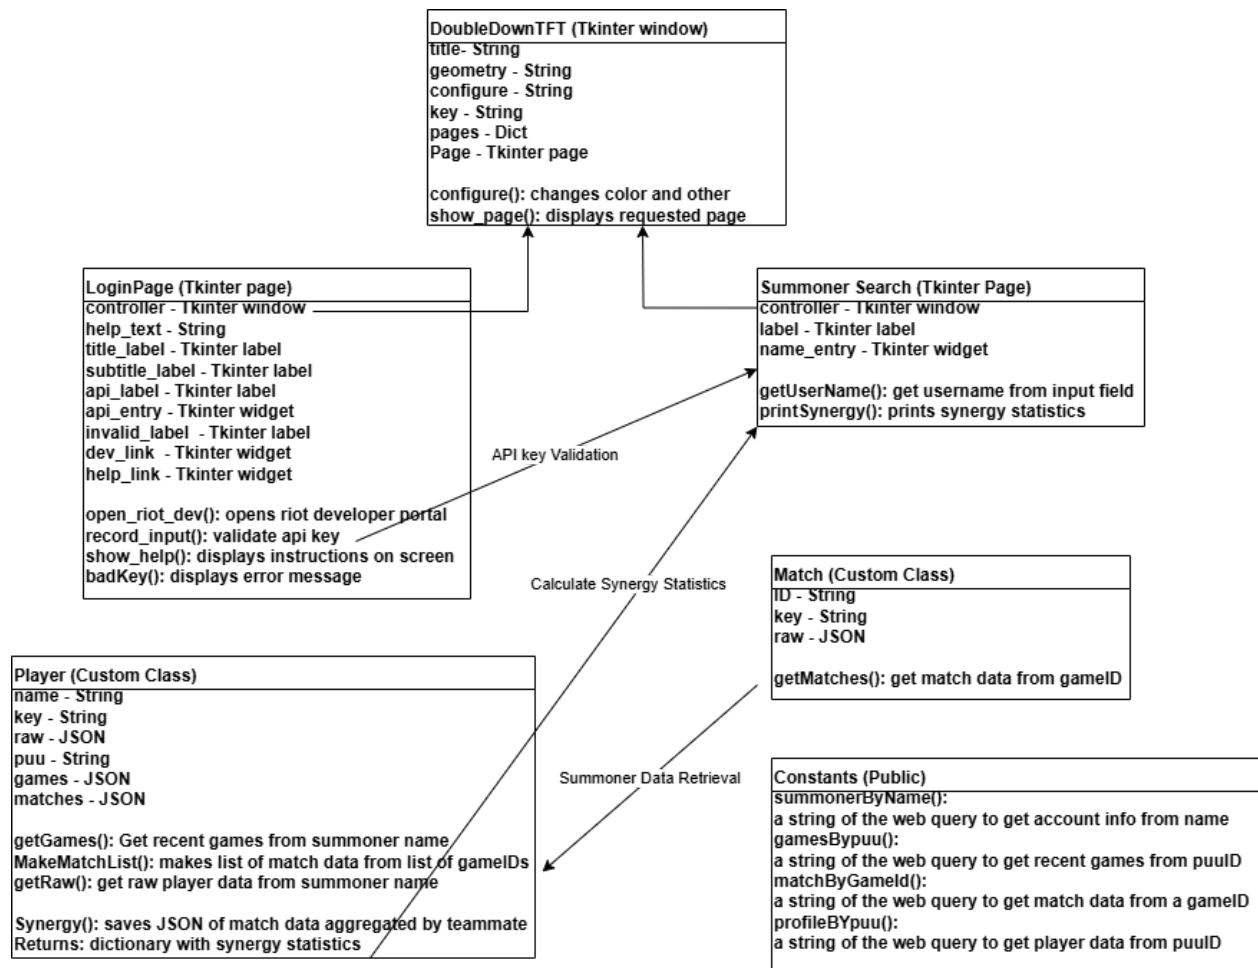 DoubleDownTFT (Tkinter window)
title- String
geometry - String
configure - String
key - String
pages - Dict
Page - Tkinter page
configure(): changes color and other
show_page(): displays requested page
LoginPage (Tkinter page)
controller - Tkinter window
help_text - String
title_label - Tkinter label
subtitle_label - Tkinter label
api_label - Tkinter label
api_entry - Tkinter widget
invalid_label - Tkinter label
dev_link - Tkinter widget
help_link - Tkinter widget
open_riot_dev(): opens riot developer portal
record_input(): validate api key
show_help(): displays instructions on screen
badKey(): displays error message
Summoner Search (Tkinter Page)
controller - Tkinter window
label - Tkinter label
name_entry - Tkinter widget
getUserName(): get username from input field
printSynergy(): prints synergy statistics
API key Validation
Calculate Synergy Statistics
Match (Custom Class)
ID - String
key - String
raw - JSON
getMatches(): get match data from gameID
Player (Custom Class)
name - String
key - String
raw - JSON
puu - String
games - JSON
matches - JSON
getGames(): Get recent games from summoner name
MakeMatchList(): makes list of match data from list of gameIDs
getRaw(): get raw player data from summoner name
Synergy(): saves JSON of match data aggregated by teammate
Returns: dictionary with synergy statistics
Summoner Data Retrieval
Constants (Public)
summonerByName():
a string of the web query to get account info from name
gamesBypuu():
a string of the web query to get recent games from puuID
matchByGameId():
a string of the web query to get match data from a gameID
profileBYpuu():
a string of the web query to get player data from puuID